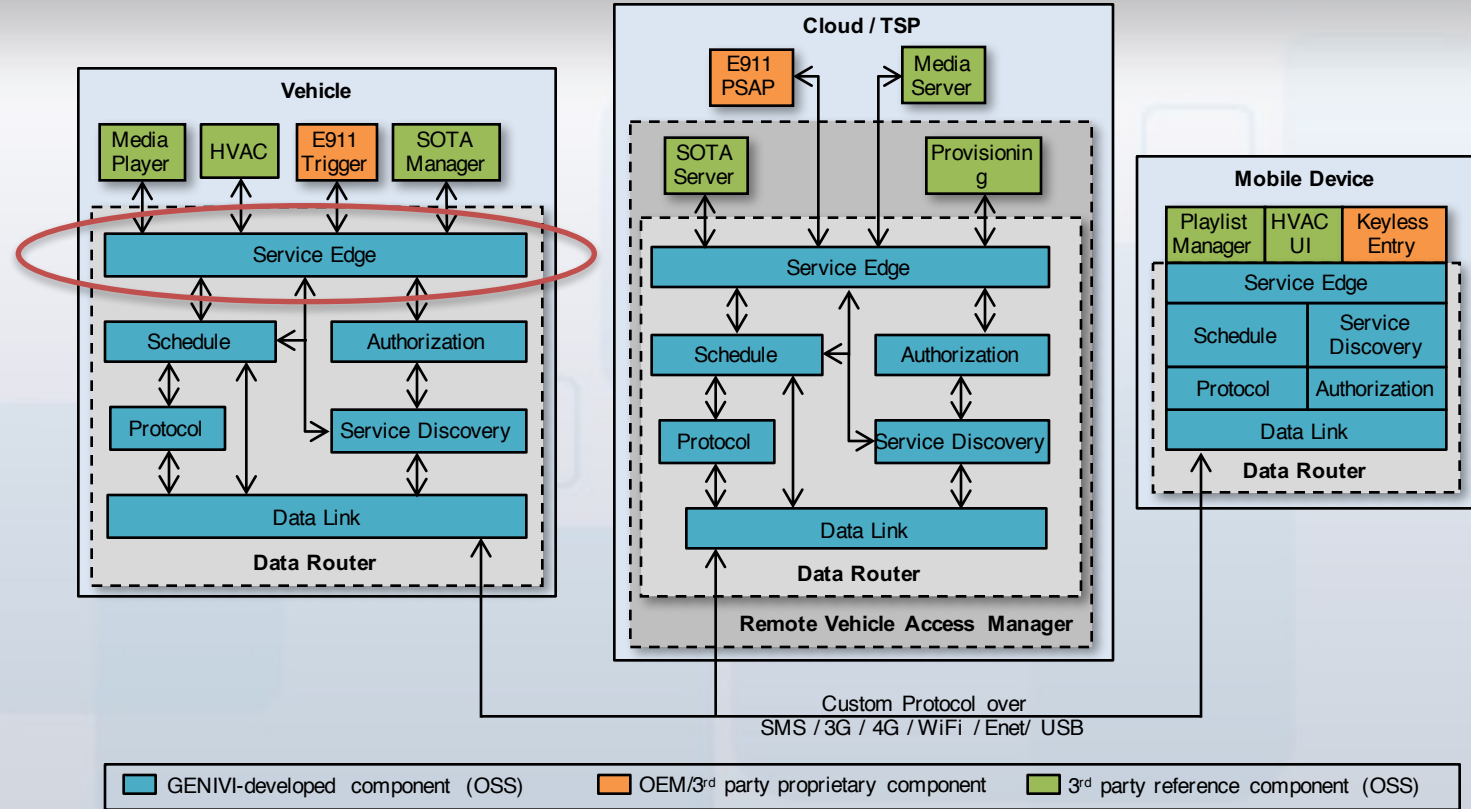 Cloud / TSP
E911
PSAP
Media
Server
Vehicle
Media
Player
HVAC
E911
Trigger
SOTA
Manager
SOTA
Server
Provisionin
g
Mobile Device
Playlist
Manager
HVAC
UI
Keyless
Entry
Service Edge
Service Edge
Service Edge
Schedule
Authorization
Schedule
Authorization
Schedule
Service
Discovery
Protocol
Service Discovery
Protocol
Service Discovery
Protocol
Authorization
Data Link
Data Link
Data Link
Data Router
Data Router
Data Router
Remote Vehicle Access Manager
Custom Protocol over
SMS / 3G / 4G / WiFi / Enet/ USB
GENIVI-developed component (OSS)
OEM/3rd party proprietary component
3rd party reference component (OSS)